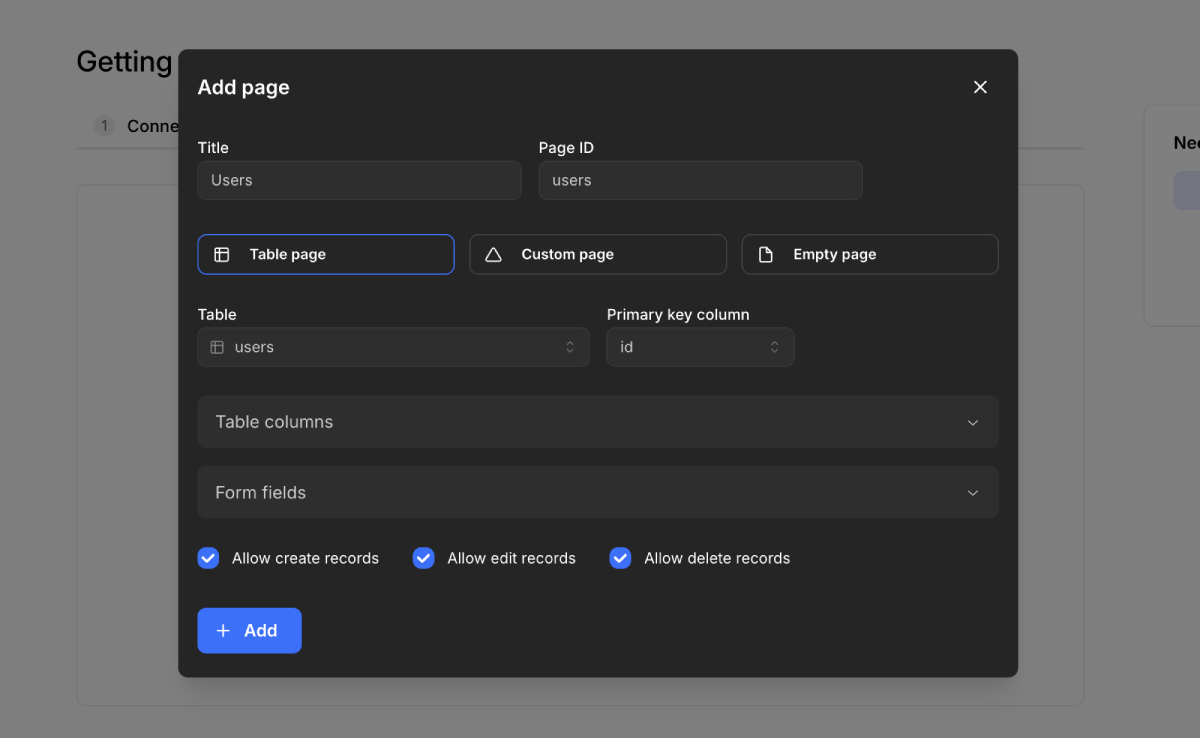 Getting
Add page
1 Conne
Nee
Title
Page ID
Users
users
Table page
Custom page
Empty page
Table
Primary key column
users
id
Table columns
Form fields
Allow create records
Allow edit records
Allow delete records
+ Add